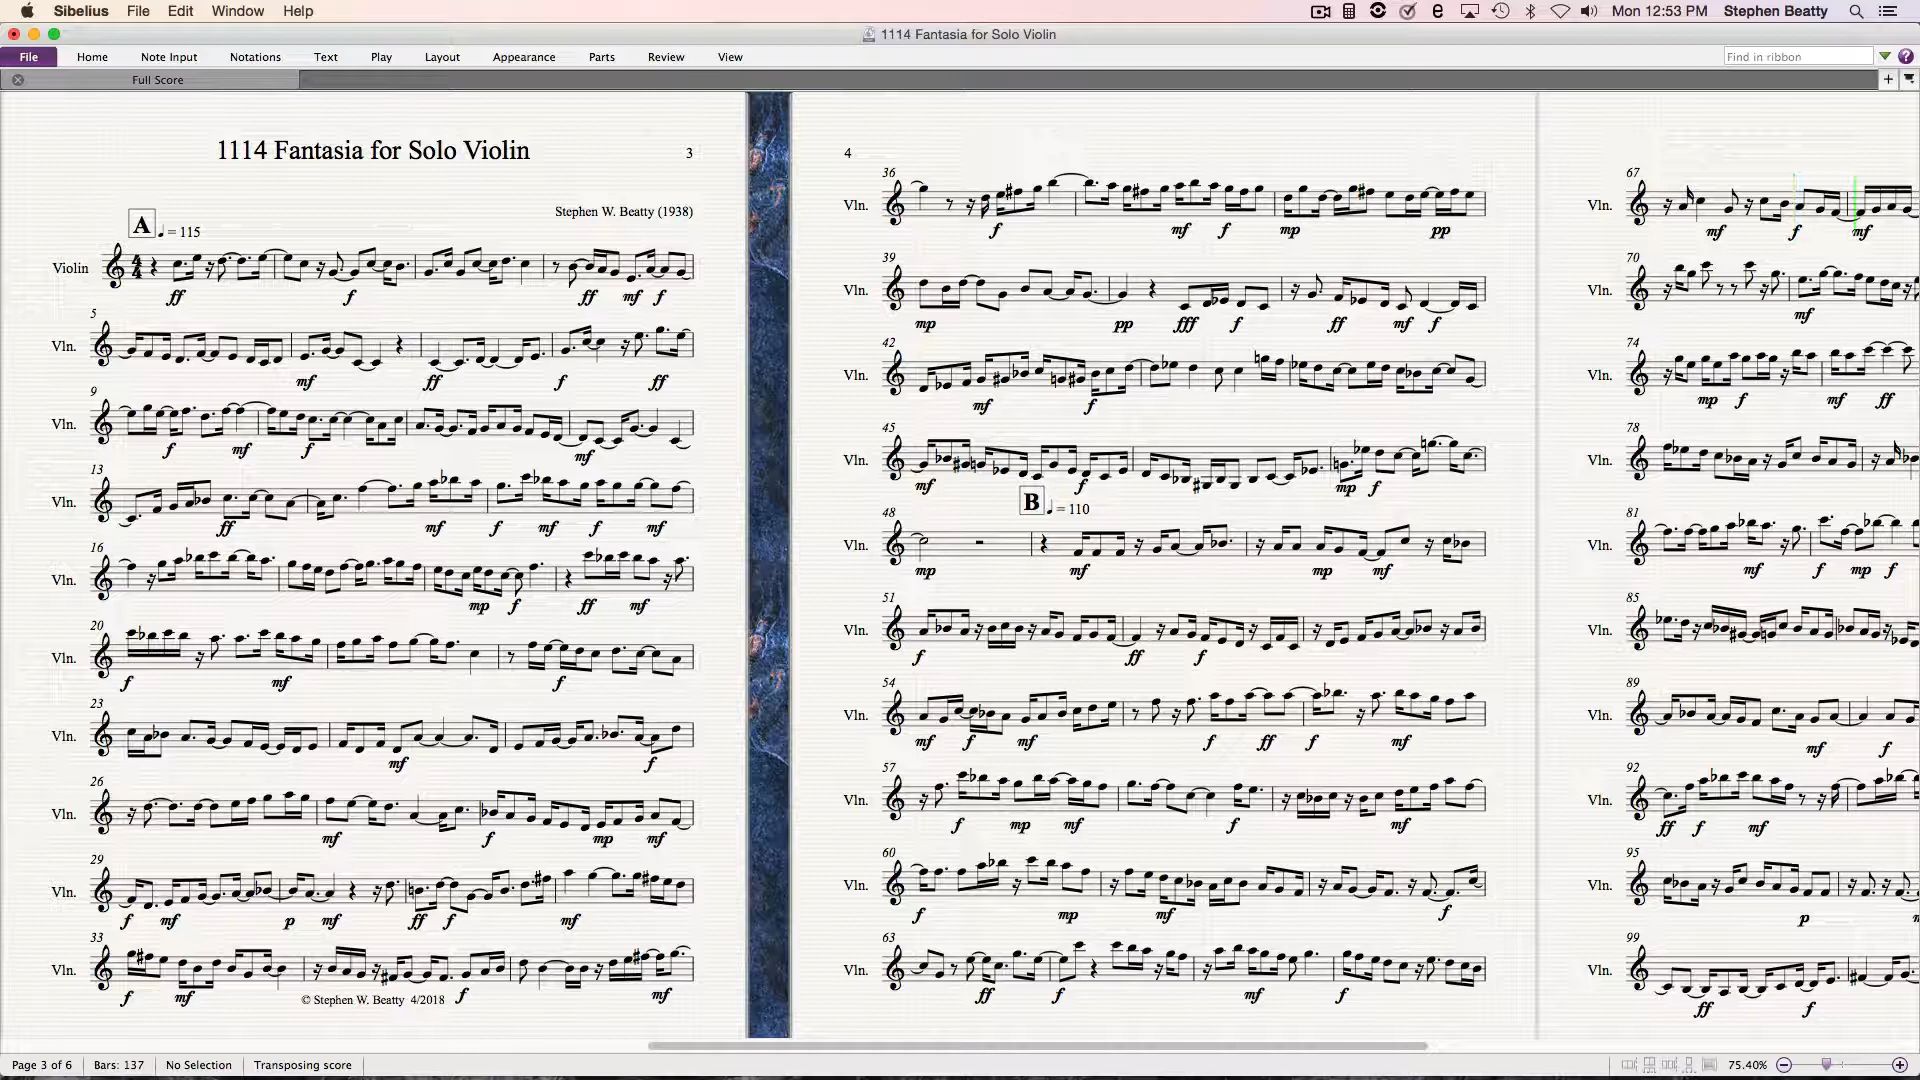 Sibelius File Edit Window Help Mon 12:53 PM Stephen Beatty
1114 Fantasia for Solo Violin
File Home Note Input Notations Text Play Layout Appearance Parts Review View Find in ribbon
Full Score
1114 Fantasia for Solo Violin
3
Stephen W. Beatty (1938)
A = 115
Violin
ff f ff mf f
5
Vln.
mf ff f ff
9
Vln.
f mf f mf
13
Vln.
ff mf f mf f mf
16
Vln.
mp f ff mf
20
Vln.
f mf f
23
Vln.
mf f
26
Vln.
mf f mp mf
29
Vln.
f mf p mf ff f mf
33
Vln.
f mf f mf
© Stephen W. Beatty 4/2018
4
36
Vln.
f mf f mp pp
39
Vln.
mp pp fff f ff mf f
42
Vln.
mf f
45
Vln.
mf f mp f
B = 110
48
Vln.
mp mf mp mf
51
Vln.
f ff f
54
Vln.
mf f mf f ff f mf
57
Vln.
f mp mf f mf
60
Vln.
f mp mf f
63
Vln.
ff f mf f
67
Vln.
mf f mf
70
Vln.
mf
74
Vln.
mp f mf ff
78
Vln.
81
Vln.
mf f mp f
85
Vln.
89
Vln.
mf f
92
Vln.
ff f mf
95
Vln.
p
99
Vln.
ff f
Page 3 of 6 Bars: 137 No Selection Transposing score 75.40%